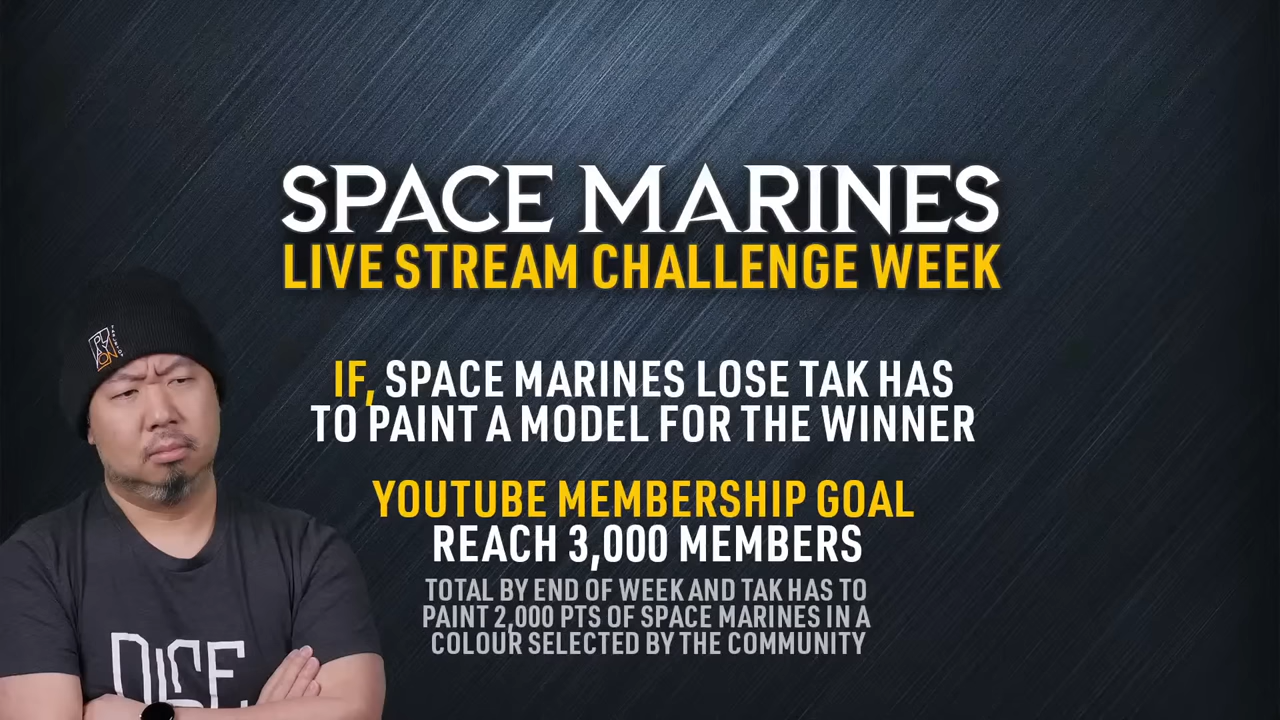 SPACE MARINES
LIVE STREAM CHALLENGE WEEK
IF, SPACE MARINES LOSE TAK HAS
TO PAINT A MODEL FOR THE WINNER
YOUTUBE MEMBERSHIP GOAL
REACH 3,000 MEMBERS
TOTAL BY END OF WEEK AND TAK HAS TO
PAINT 2,000 PTS OF SPACE MARINES IN A
COLOUR SELECTED BY THE COMMUNITY
PLAY
ON